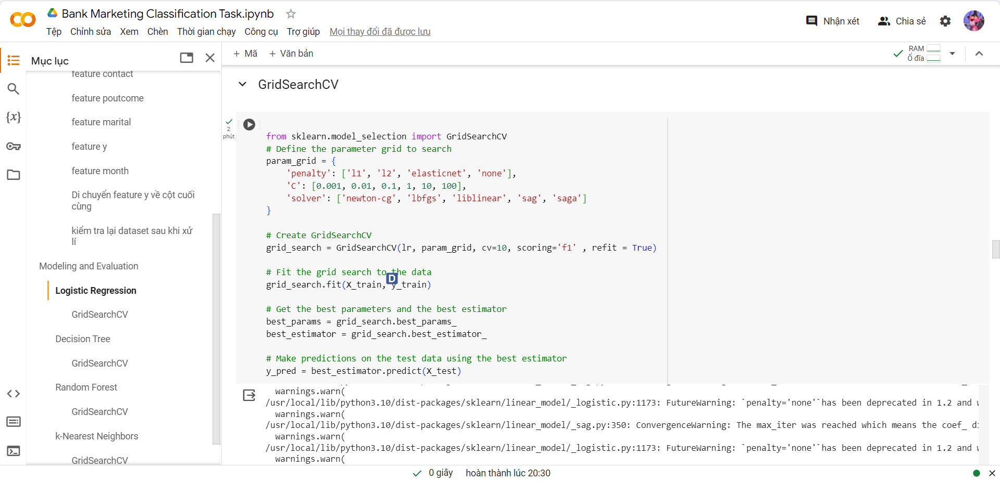 Bank Marketing Classification Task.ipynb
Tệp Chỉnh sửa Xem Chèn Thời gian chạy Công cụ Trợ giúp Mọi thay đổi đã được lưu
Nhận xét Chia sẻ
Mục lục
feature contact
feature poutcome
feature marital
feature y
feature month
Di chuyển feature y về cột cuối
cùng
kiểm tra lại dataset sau khi xử
lí
Modeling and Evaluation
Logistic Regression
GridSearchCV
Decision Tree
GridSearchCV
Random Forest
GridSearchCV
k-Nearest Neighbors
GridSearchCV
+ Mã + Văn bản
RAM
Ổ đĩa
GridSearchCV
2
phút
from sklearn.model_selection import GridSearchCV
# Define the parameter grid to search
param_grid = {
    'penalty': ['l1', 'l2', 'elasticnet', 'none'],
    'C': [0.001, 0.01, 0.1, 1, 10, 100],
    'solver': ['newton-cg', 'lbfgs', 'liblinear', 'sag', 'saga']
}
# Create GridSearchCV
grid_search = GridSearchCV(lr, param_grid, cv=10, scoring='f1' , refit = True)
# Fit the grid search to the data
D
grid_search.fit(X_train, y_train)
# Get the best parameters and the best estimator
best_params = grid_search.best_params_
best_estimator = grid_search.best_estimator_
# Make predictions on the test data using the best estimator
y_pred = best_estimator.predict(X_test)
warnings.warn(
/usr/local/lib/python3.10/dist-packages/sklearn/linear_model/_logistic.py:1173: FutureWarning: `penalty='none'`has been deprecated in 1.2 and
warnings.warn(
/usr/local/lib/python3.10/dist-packages/sklearn/linear_model/_sag.py:350: ConvergenceWarning: The max_iter was reached which means the coef_
warnings.warn(
/usr/local/lib/python3.10/dist-packages/sklearn/linear_model/_logistic.py:1173: FutureWarning: `penalty='none'`has been deprecated in 1.2 and
warnings.warn(
0 giây hoàn thành lúc 20:30